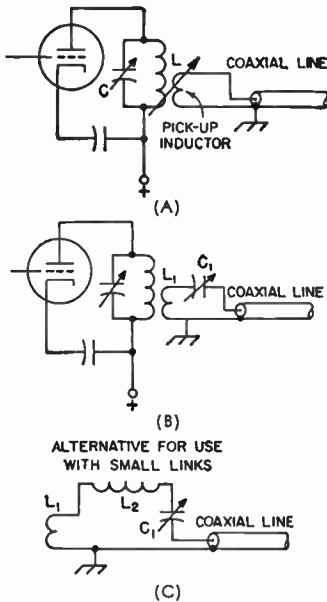 C
L
COAXIAL LINE
PICK-UP
INDUCTOR
+
(A)
L₁
C₁
COAXIAL LINE
+
(B)
ALTERNATIVE FOR USE
WITH SMALL LINKS
L₁
L₂
C₁
COAXIAL LINE
(C)